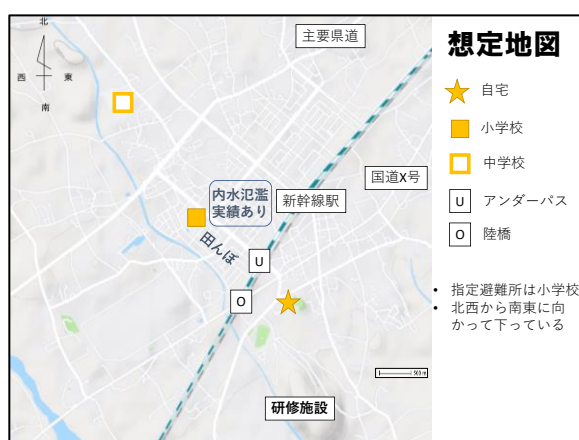 北
西 東
南
主要県道
国道X号
新幹線駅
内水氾濫
実績あり
田んぼ
U
O
研修施設
500 m
想定地図
自宅
小学校
中学校
U アンダーパス
O 陸橋
• 指定避難所は小学校
• 北西から南東に向
かって下っている